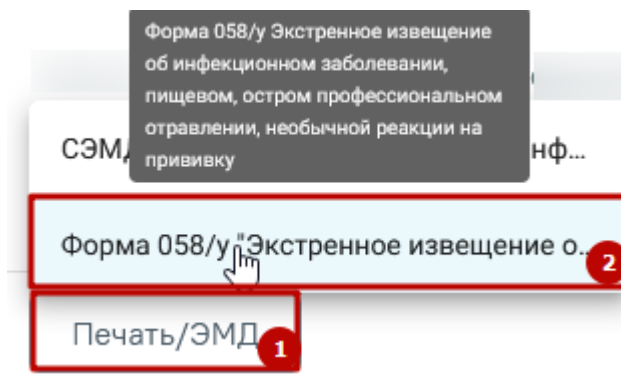 Форма 058/у Экстренное извещение
об инфекционном заболевании,
пищевом, остром профессиональном
отравлении, необычной реакции на
прививку
СЭМД нф...
Форма 058/у "Экстренное извещение о...
2
Печать/ЭМД
1